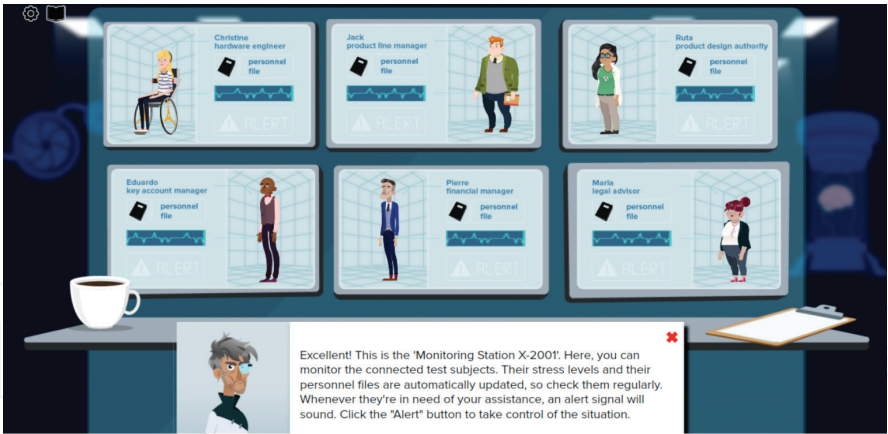 Christine
hardware engineer
personnel
file
ALERT
Jack
product line manager
personnel
file
ALERT
Ruta
product design authority
personnel
file
ALERT
Eduardo
key account manager
personnel
file
ALERT
Pierre
financial manager
personnel
file
ALERT
Maria
legal advisor
personnel
file
ALERT
Excellent! This is the 'Monitoring Station X-2001'. Here, you can
monitor the connected test subjects. Their stress levels and their
personnel files are automatically updated, so check them regularly.
Whenever they're in need of your assistance, an alert signal will
sound. Click the "Alert" button to take control of the situation.